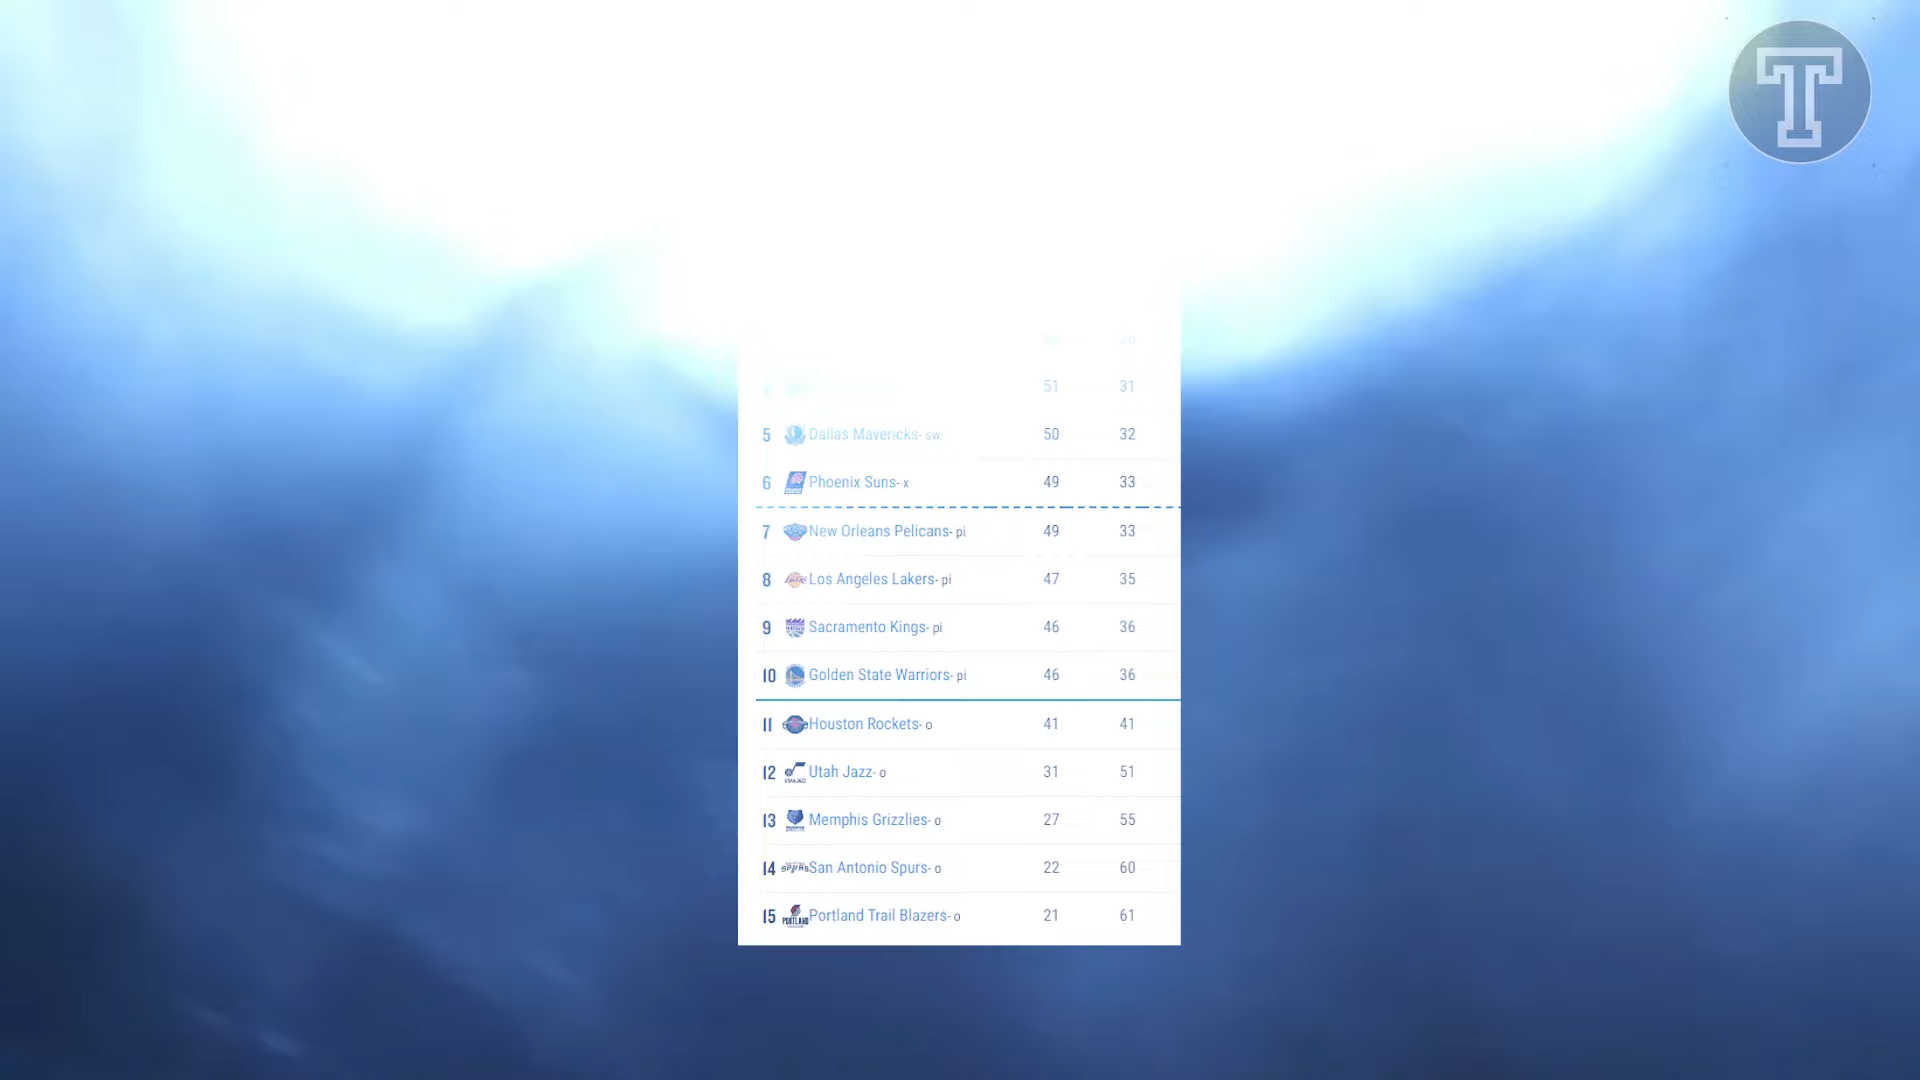 T
51 31
5 Dallas Mavericks- sw 50 32
6 Phoenix Suns- x 49 33
7 New Orleans Pelicans- pi 49 33
8 Los Angeles Lakers- pi 47 35
9 Sacramento Kings- pi 46 36
10 Golden State Warriors- pi 46 36
11 Houston Rockets- o 41 41
12 Utah Jazz- o 31 51
13 Memphis Grizzlies- o 27 55
14 San Antonio Spurs- o 22 60
15 Portland Trail Blazers- o 21 61